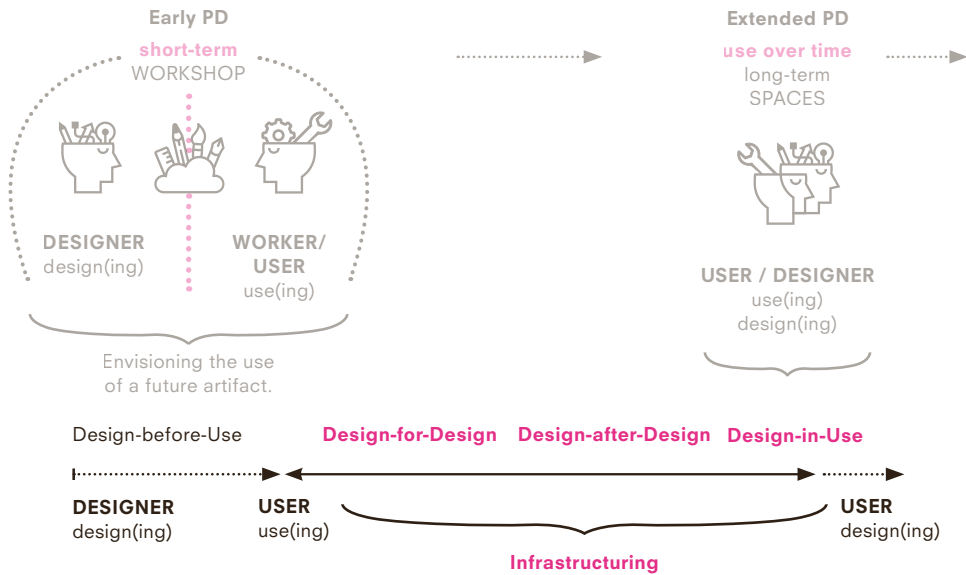 Early PD
short-term
WORKSHOP
DESIGNER
design(ing)
WORKER/
USER
use(ing)
Envisioning the use
of a future artifact.
Extended PD
use over time
long-term
SPACES
USER / DESIGNER
use(ing)
design(ing)
Design-before-Use
Design-for-Design
Design-after-Design
Design-in-Use
DESIGNER
design(ing)
USER
use(ing)
USER
design(ing)
Infrastructuring